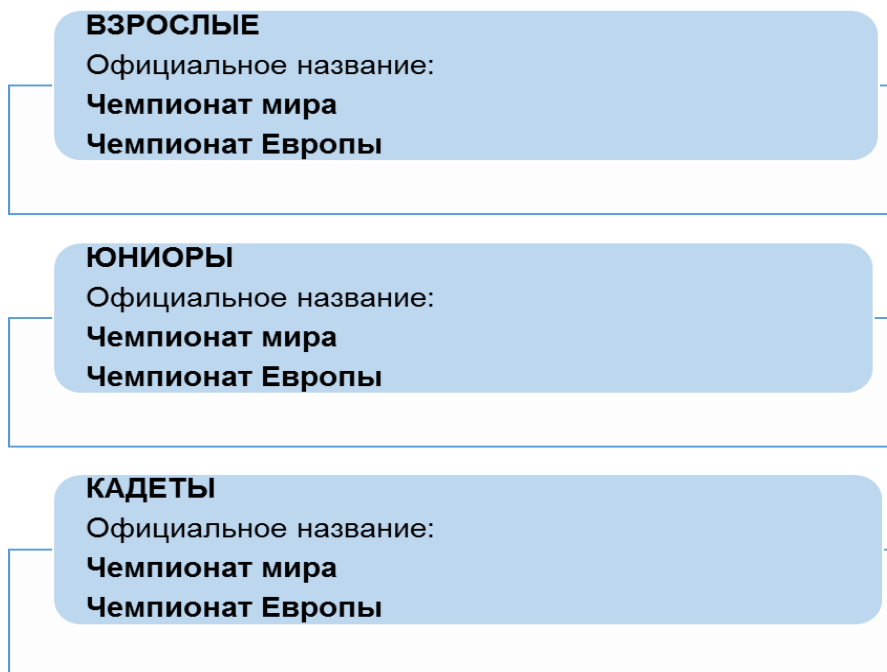 ВЗРОСЛЫЕ
Официальное название:
Чемпионат мира
Чемпионат Европы
ЮНИОРЫ
Официальное название:
Чемпионат мира
Чемпионат Европы
КАДЕТЫ
Официальное название:
Чемпионат мира
Чемпионат Европы